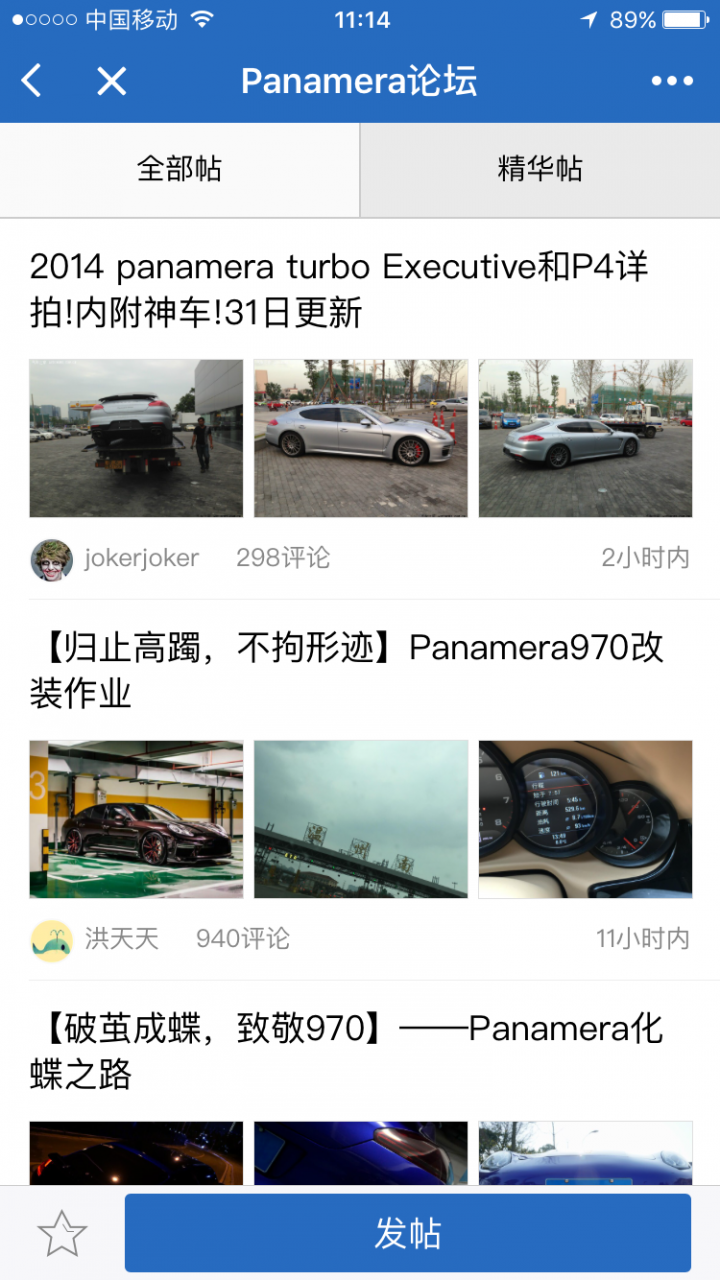 中国移动
11:14
89%
Panamera论坛
全部帖
精华帖
2014 panamera turbo Executive和P4详
拍!内附神车!31日更新
jokerjoker
298评论
2小时内
【归止高躅，不拘形迹】Panamera970改
装作业
3
洪天天
940评论
11小时内
【破茧成蝶，致敬970】——Panamera化
蝶之路
发帖